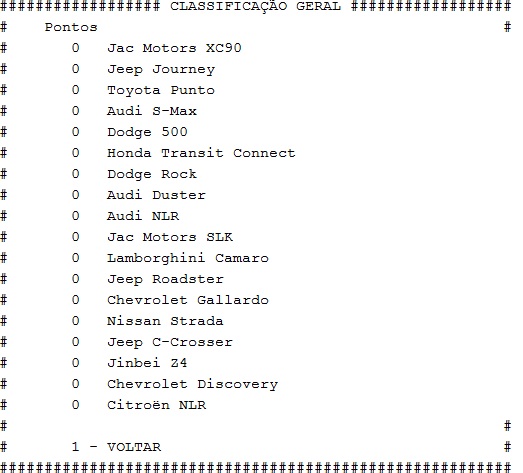 ################## CLASSIFICAÇÃO GERAL ##################
# Pontos #
# 0 Jac Motors XC90
# 0 Jeep Journey
# 0 Toyota Punto
# 0 Audi S-Max
# 0 Dodge 500
# 0 Honda Transit Connect
# 0 Dodge Rock
# 0 Audi Duster
# 0 Audi NLR
# 0 Jac Motors SLK
# 0 Lamborghini Camaro
# 0 Jeep Roadster
# 0 Chevrolet Gallardo
# 0 Nissan Strada
# 0 Jeep C-Crosser
# 0 Jinbei Z4
# 0 Chevrolet Discovery
# 0 Citroën NLR
# #
# 1 - VOLTAR #
#########################################################